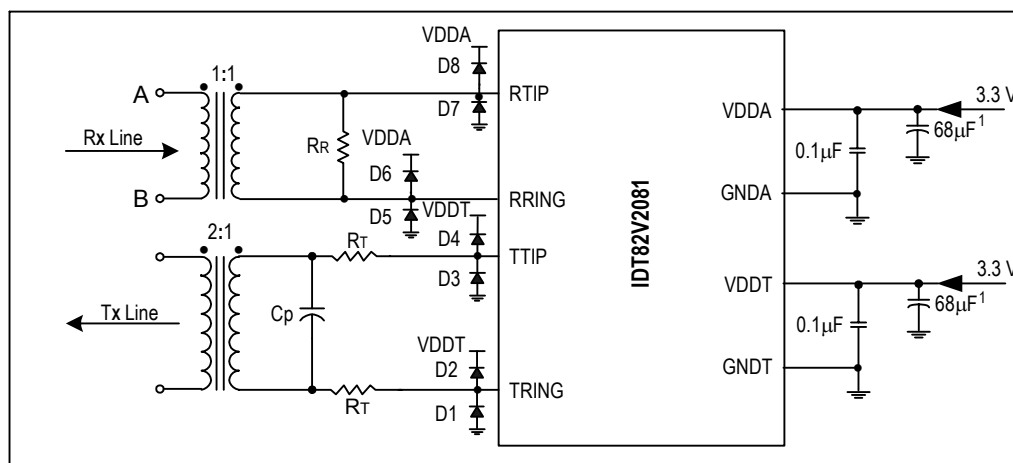 VDDA
D8
1:1
A
RTIP
D7
VDDA
3.3 V
Rx Line
RR
VDDA
D6
0.1µF
68µF1
B
RRING
GNDA
D5
VDDT
2:1
D4
RT
TTIP
D3
IDT82V2081
VDDT
3.3 V
Tx Line
Cp
0.1µF
68µF1
VDDT
D2
GNDT
TRING
RT
D1